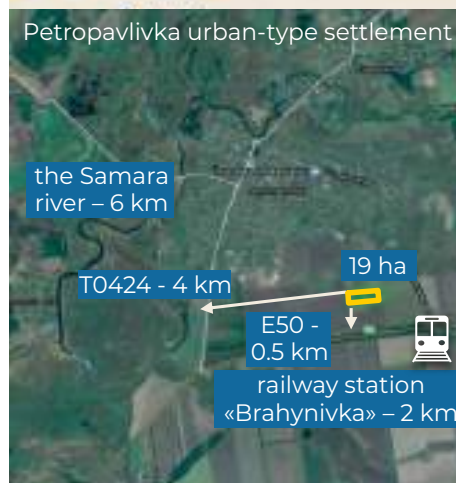 Petropavlivka urban-type settlement
the Samara
river – 6 km
19 ha
T0424 - 4 km
E50 -
0.5 km
railway station
«Brahynivka» – 2 km